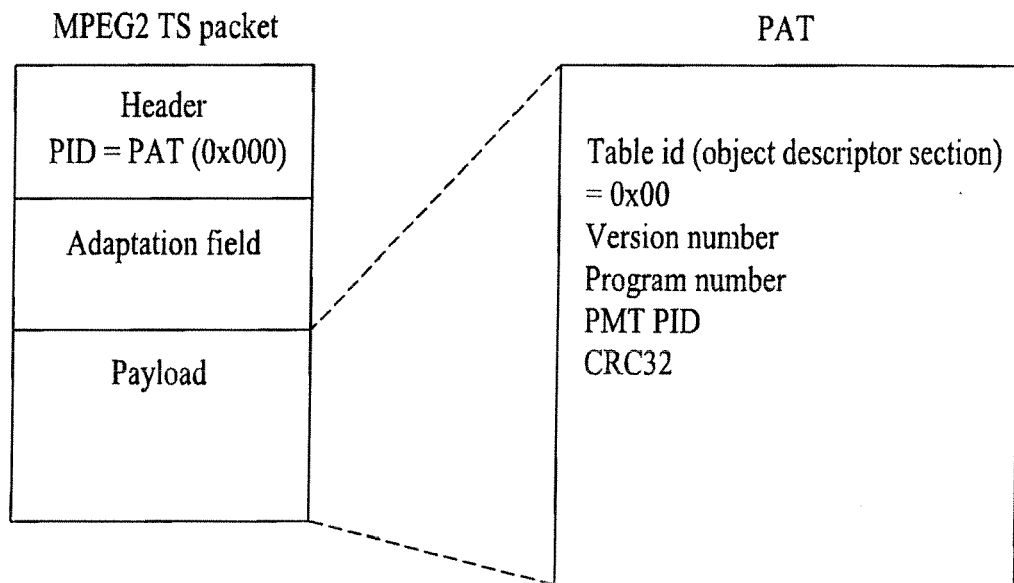 MPEG2 TS packet
Header
PID = PAT (0x000)
Adaptation field
Payload
PAT
Table id (object descriptor section)
= 0x00
Version number
Program number
PMT PID
CRC32